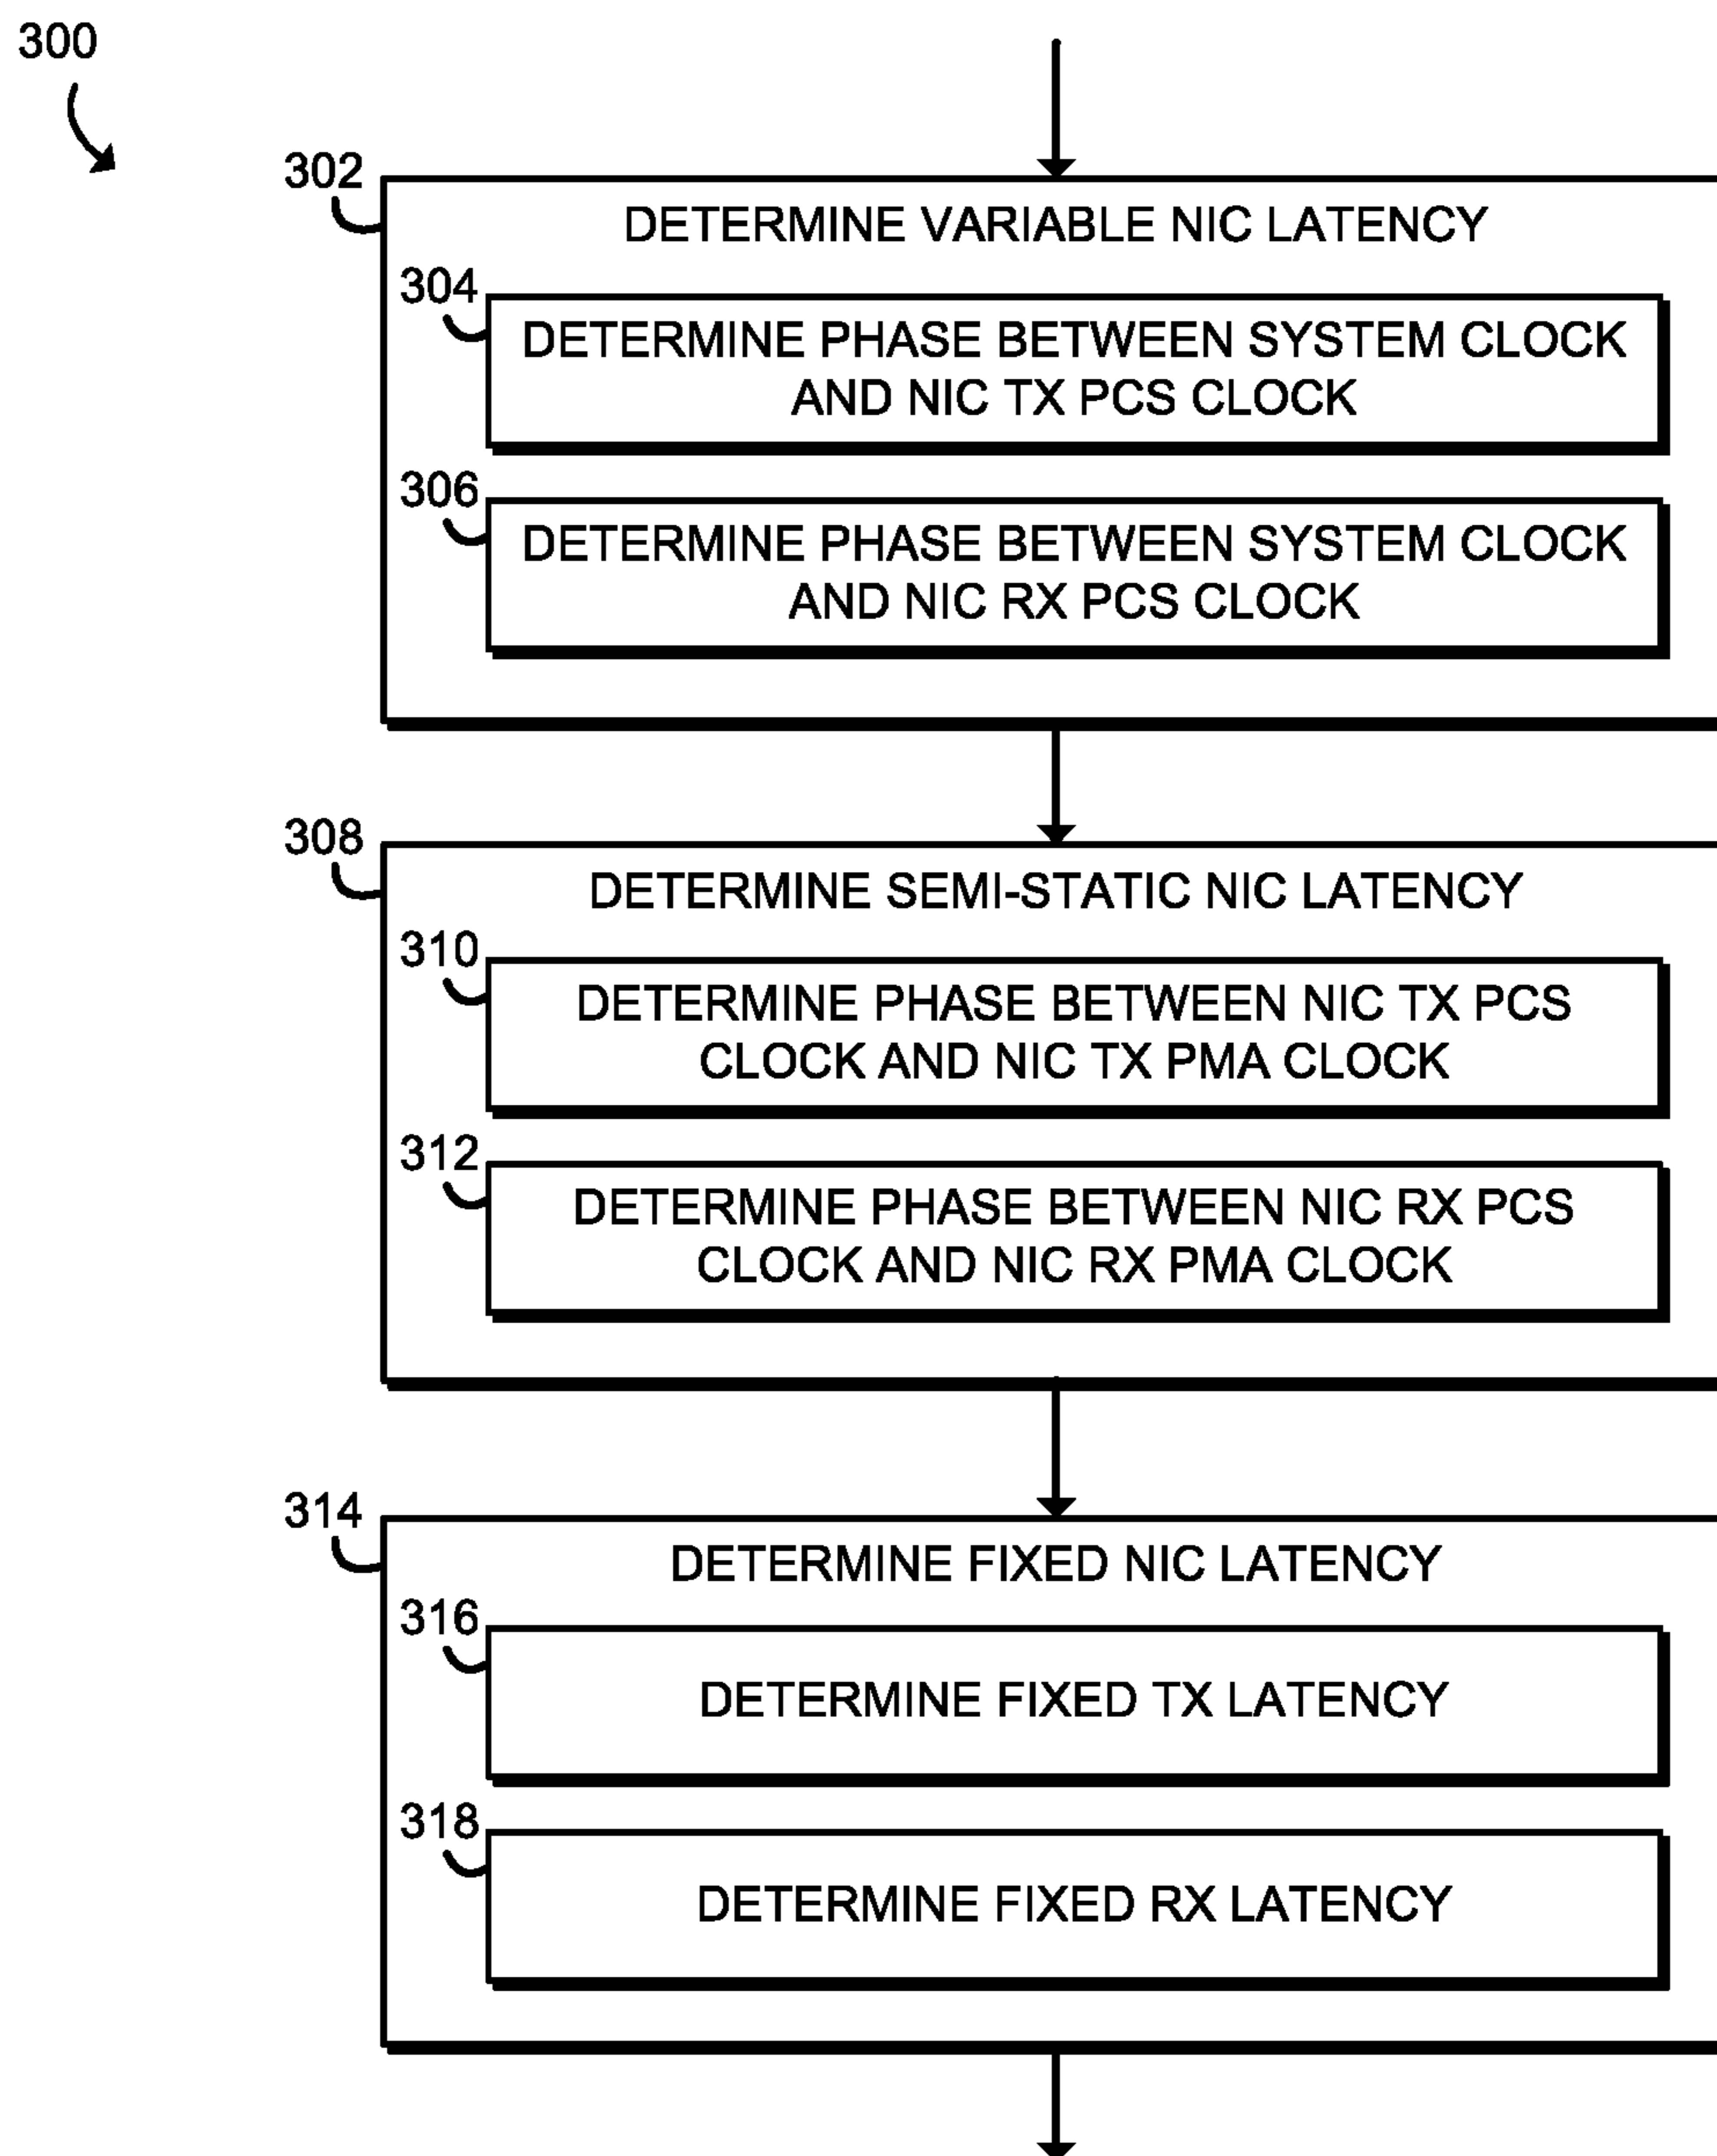 300
302
DETERMINE VARIABLE NIC LATENCY
304
DETERMINE PHASE BETWEEN SYSTEM CLOCK
AND NIC TX PCS CLOCK
306
DETERMINE PHASE BETWEEN SYSTEM CLOCK
AND NIC RX PCS CLOCK
308
DETERMINE SEMI-STATIC NIC LATENCY
310
DETERMINE PHASE BETWEEN NIC TX PCS
CLOCK AND NIC TX PMA CLOCK
312
DETERMINE PHASE BETWEEN NIC RX PCS
CLOCK AND NIC RX PMA CLOCK
314
DETERMINE FIXED NIC LATENCY
316
DETERMINE FIXED TX LATENCY
318
DETERMINE FIXED RX LATENCY